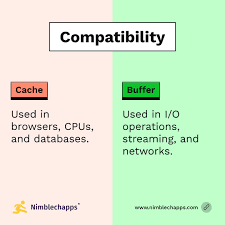 Compatibility
Cache
Used in
browsers, CPUs,
and databases.
Buffer
Used in I/O
operations,
streaming, and
networks.
Nimblechapps
www.nimblechapps.com